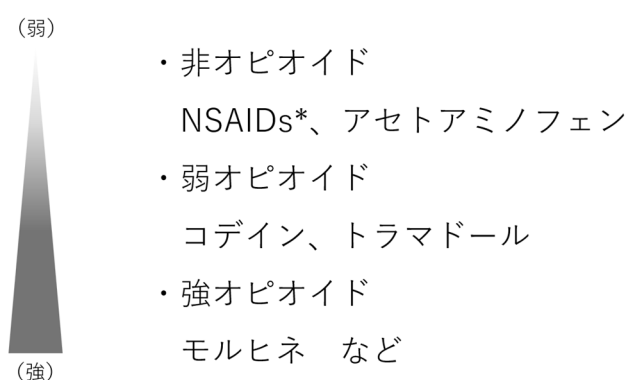 （弱）
・非オピオイド
NSAIDs*、アセトアミノフェン
・弱オピオイド
コデイン、トラマドール
・強オピオイド
モルヒネ　など
（強）